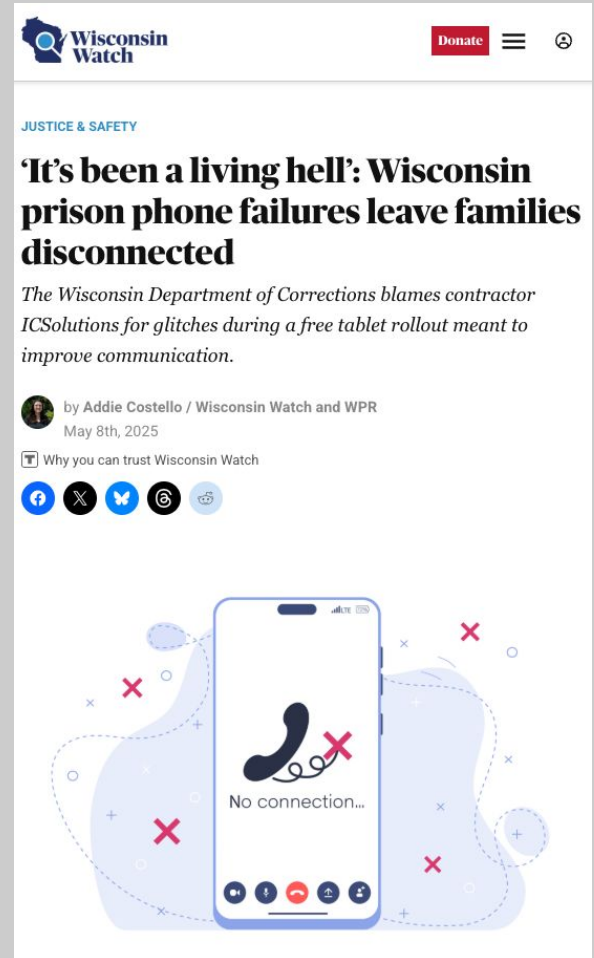 Wisconsin
Watch
Donate
JUSTICE & SAFETY
‘It’s been a living hell’: Wisconsin
prison phone failures leave families
disconnected
The Wisconsin Department of Corrections blames contractor
ICSolutions for glitches during a free tablet rollout meant to
improve communication.
by Addie Costello / Wisconsin Watch and WPR
May 8th, 2025
T Why you can trust Wisconsin Watch
LTE
No connection...